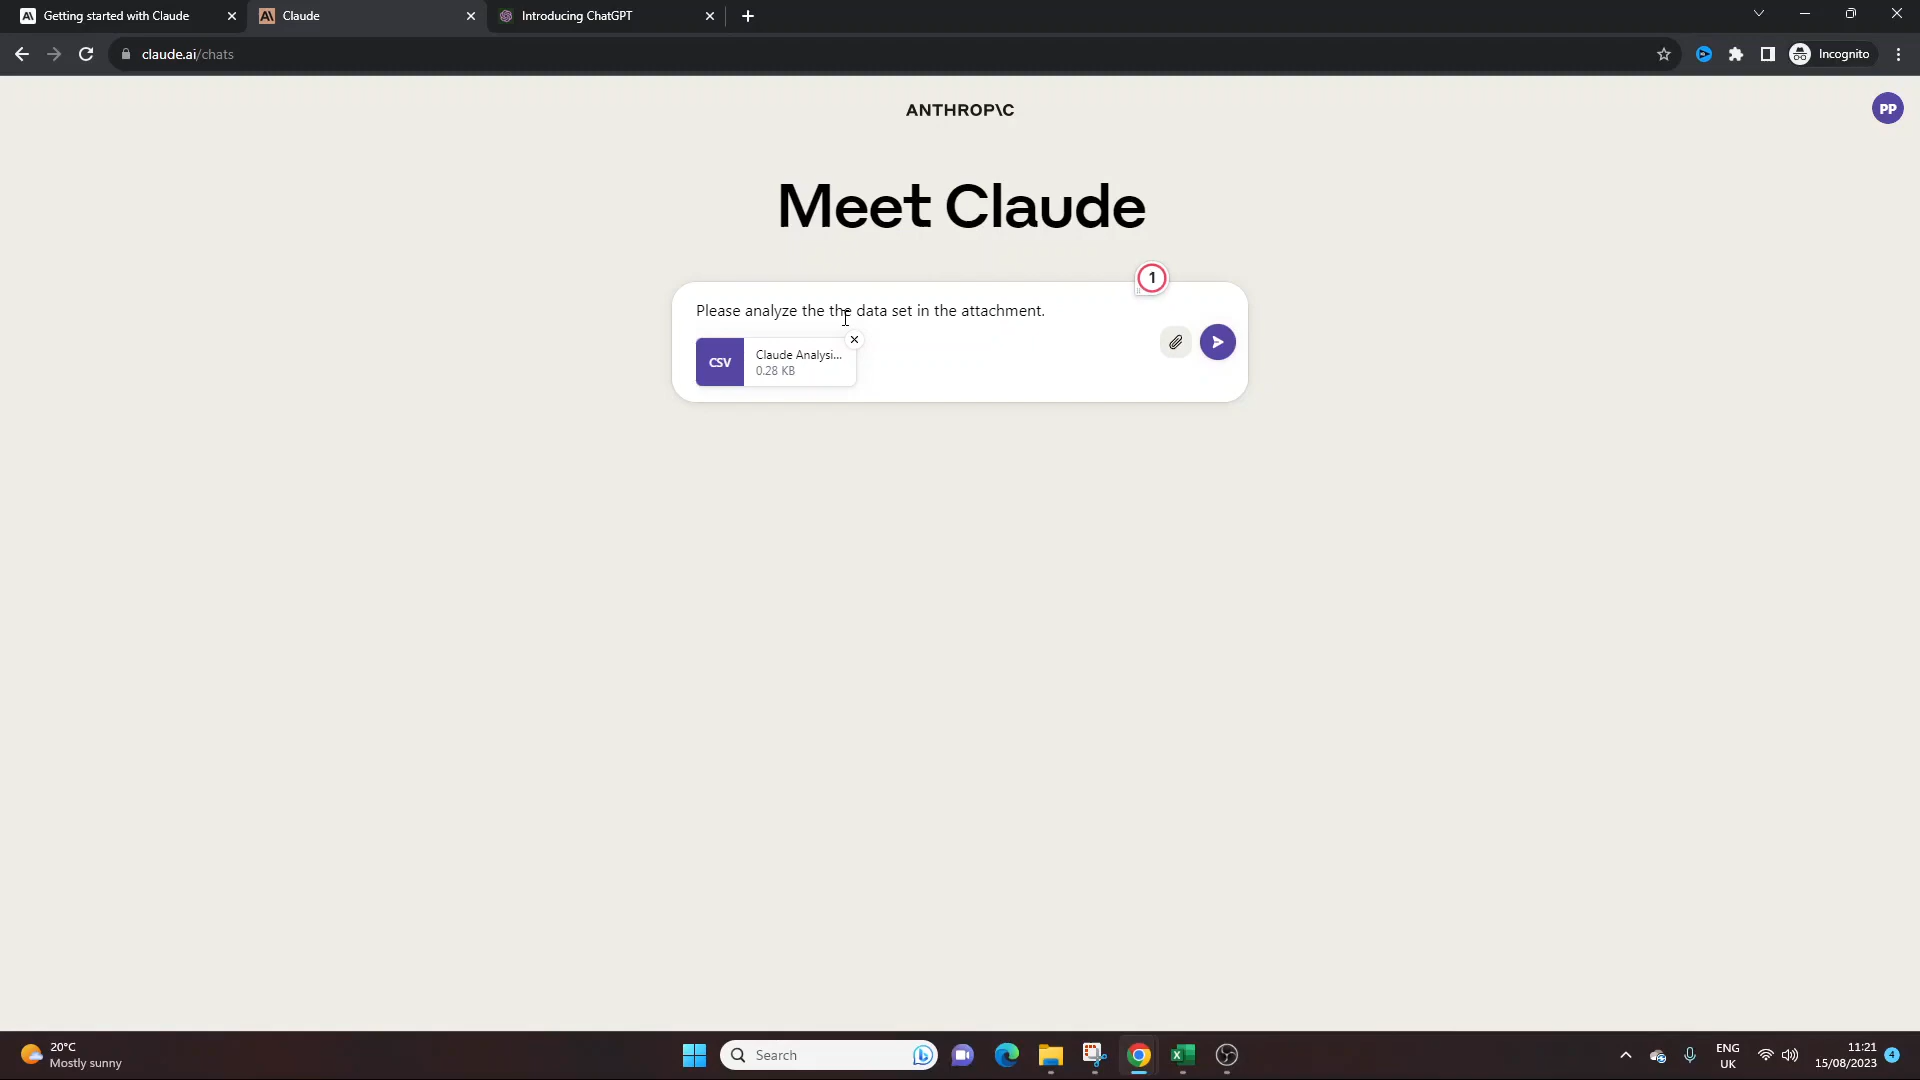 Getting started with Claude
Claude
Introducing ChatGPT
claude.ai/chats
Incognito
ANTHROP\C
PP
Meet Claude
1
Please analyze the the data set in the attachment.
CSV
Claude Analysi...
0.28 KB
20°C
Mostly sunny
Search
ENG
UK
11:21
15/08/2023
4